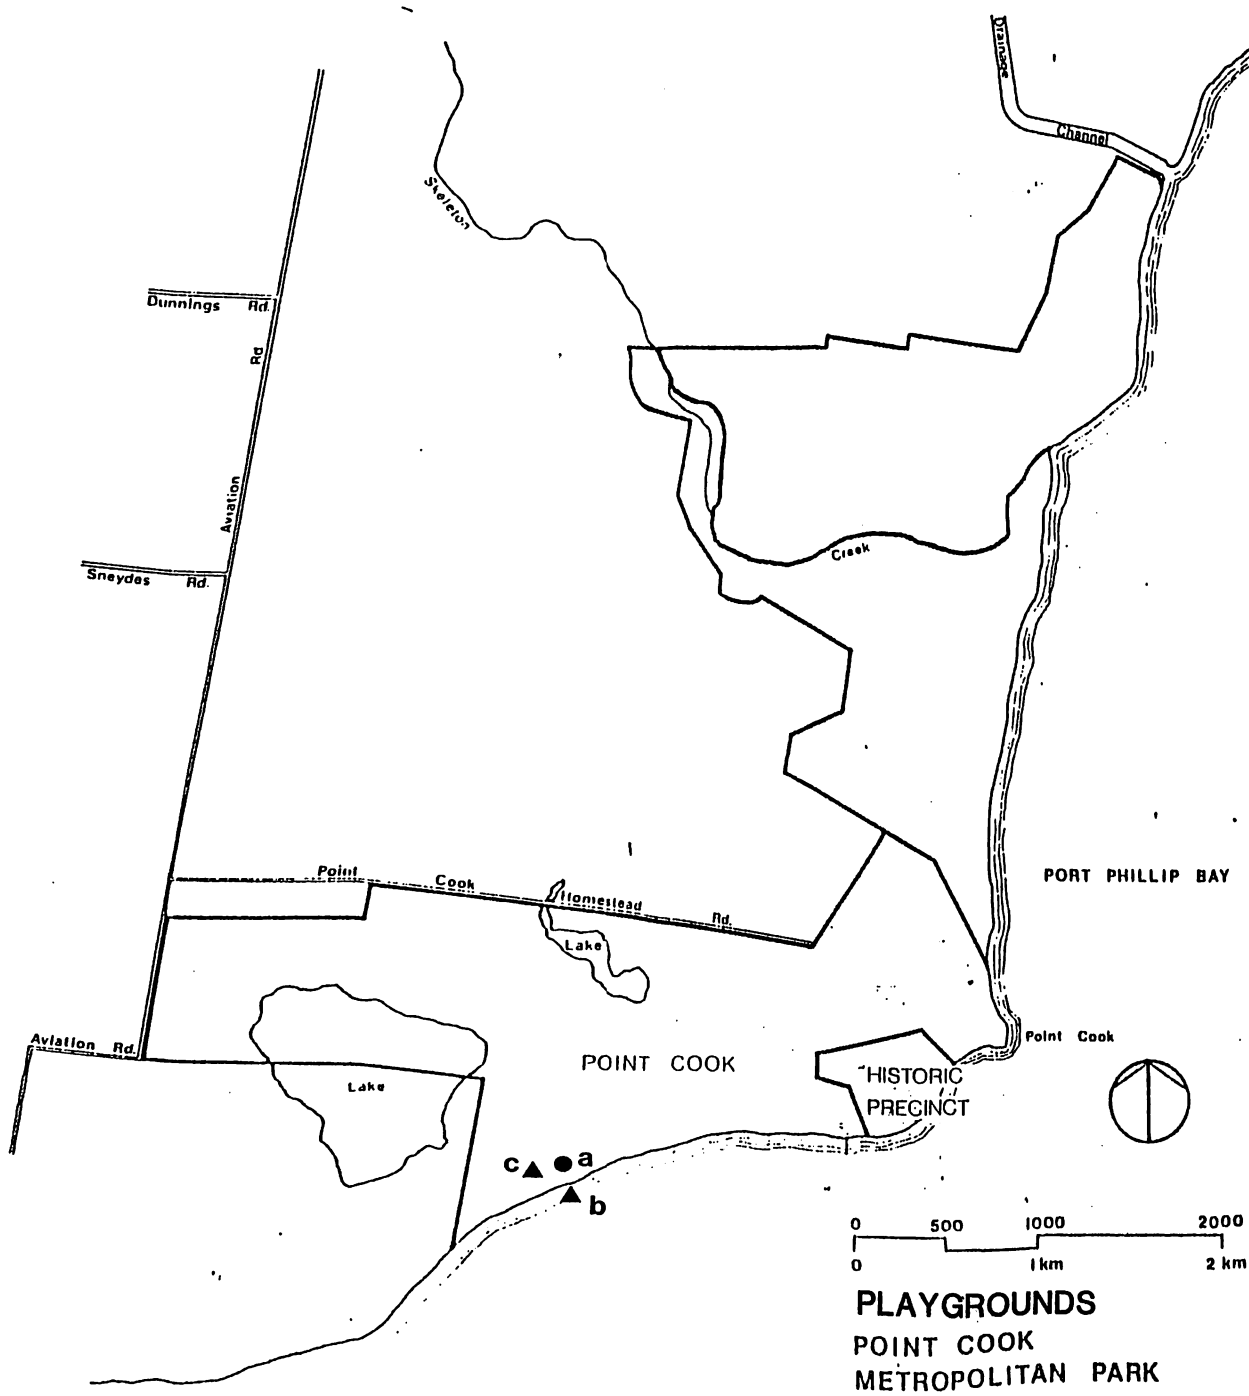 Drainage
Channel
Skeleton
Dunnings Rd.
Rd
Aviation
Sneydes Rd.
Creek
PORT PHILLIP BAY
Point Cook Homestead Rd.
Lake
Aviation Rd.
Point Cook
POINT COOK
Lake
HISTORIC
PRECINCT
c a
b
0 500 1000 2000
0 1km 2 km
PLAYGROUNDS
POINT COOK
METROPOLITAN PARK